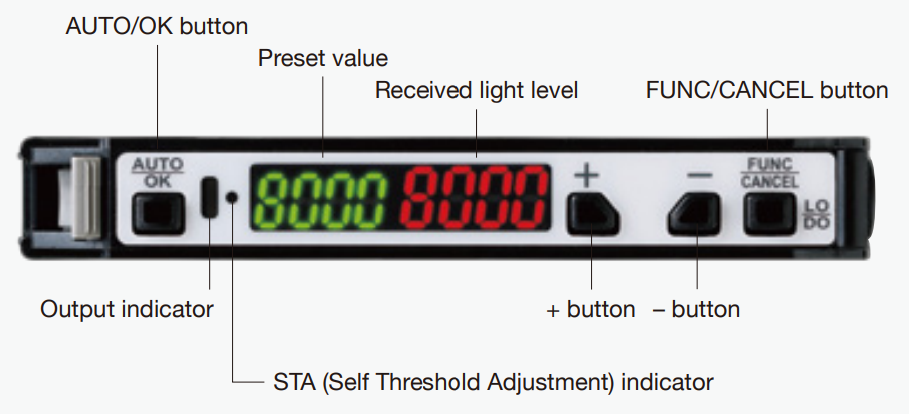 AUTO/OK button
Preset value
Received light level
FUNC/CANCEL button
AUTO
OK
8000
8000
+
−
FUNC
CANCEL
LO
DO
Output indicator
+ button
– button
STA (Self Threshold Adjustment) indicator